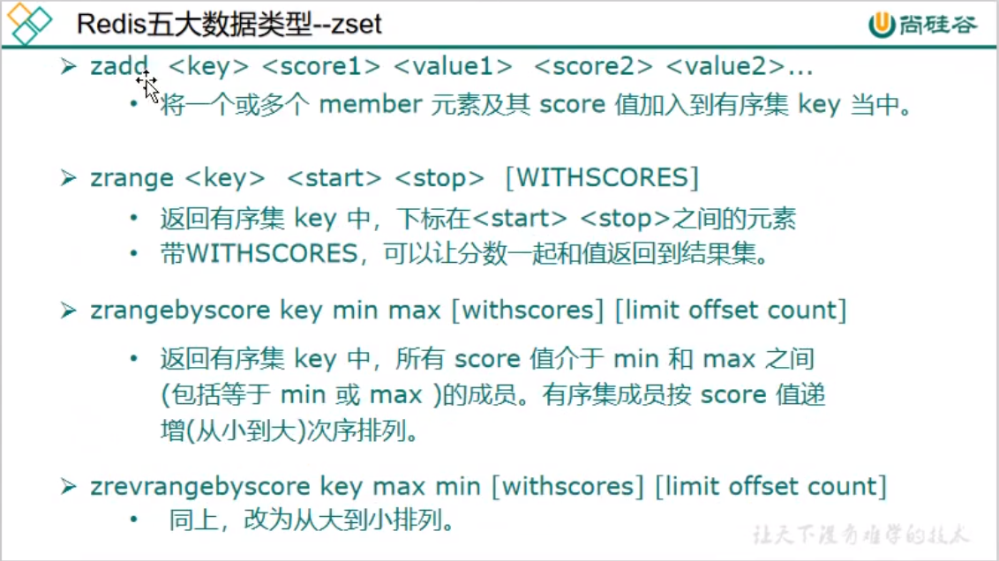 Redis五大数据类型--zset
尚硅谷
zadd <key> <score1> <value1> <score2> <value2>...
将一个或多个 member 元素及其 score 值加入到有序集 key 当中。
zrange <key> <start> <stop> [WITHSCORES]
返回有序集 key 中，下标在<start> <stop>之间的元素
带WITHSCORES，可以让分数一起和值返回到结果集。
zrangebyscore key min max [withscores] [limit offset count]
返回有序集 key 中，所有 score 值介于 min 和 max 之间
(包括等于 min 或 max )的成员。有序集成员按 score 值递
增(从小到大)次序排列。
zrevrangebyscore key max min [withscores] [limit offset count]
同上，改为从大到小排列。
让天下没有难学的技术